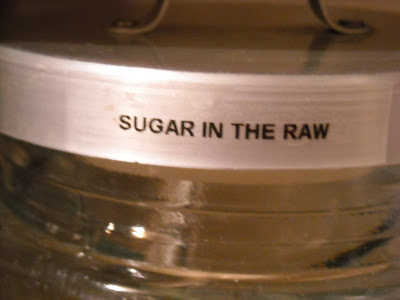 SUGAR IN THE RAW